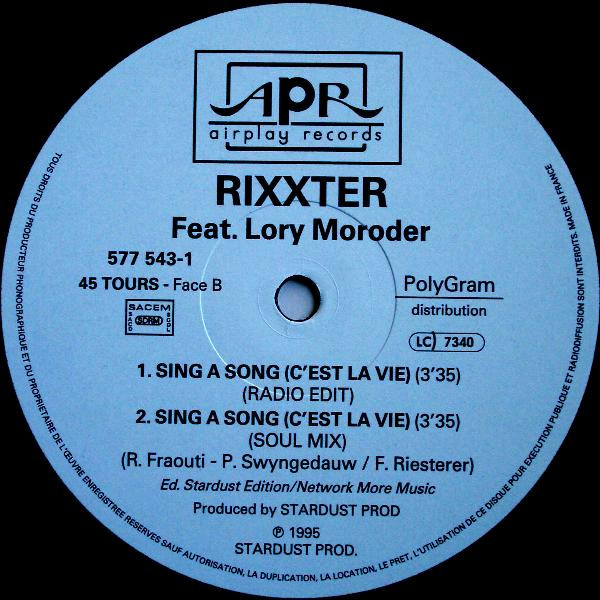 APR
airplay records
RIXXTER
Feat. Lory Moroder
577 543-1
45 TOURS - Face B
SACEM
SACD
SDRM
SGDL
PolyGram
distribution
LC 7340
1. SING A SONG (C'EST LA VIE) (3'35)
(RADIO EDIT)
2. SING A SONG (C'EST LA VIE) (3'35)
(SOUL MIX)
(R. Fraouti - P. Swyngedauw / F. Riesterer)
Ed. Stardust Edition/Network More Music
Produced by STARDUST PROD
℗ 1995
STARDUST PROD.
TOUS DROITS DU PRODUCTEUR PHONOGRAPHIQUE ET DU PROPRIETAIRE DE L'ŒUVRE ENREGISTREE RESERVES SAUF AUTORISATION, LA DUPLICATION, LA LOCATION, LE PRET, L'UTILISATION DE CE DISQUE POUR EXECUTION PUBLIQUE ET RADIODIFFUSION SONT INTERDITS. MADE IN FRANCE